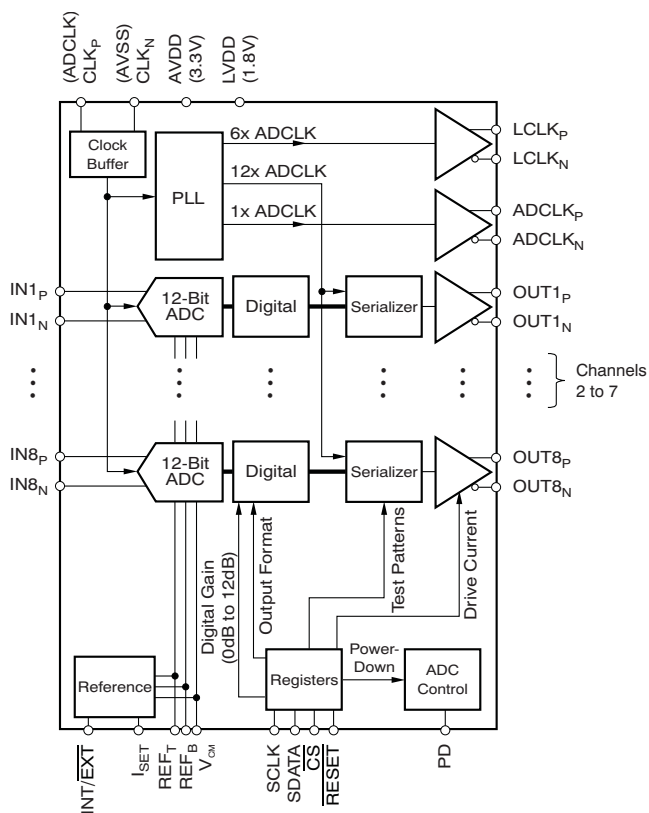 (ADCLK)
CLKP
(AVSS)
CLKN
AVDD
(3.3V)
LVDD
(1.8V)
Clock
Buffer
PLL
6x ADCLK
12x ADCLK
1x ADCLK
LCLKP
LCLKN
ADCLKP
ADCLKN
IN1P
IN1N
12-Bit
ADC
Digital
Serializer
OUT1P
OUT1N
Channels
2 to 7
IN8P
IN8N
12-Bit
ADC
Digital
Serializer
OUT8P
OUT8N
Digital Gain
(0dB to 12dB)
Output Format
Test Patterns
Drive Current
Reference
Registers
Power-
Down
ADC
Control
INT/EXT
ISET
REFT
REFB
VCM
SCLK
SDATA
CS
RESET
PD